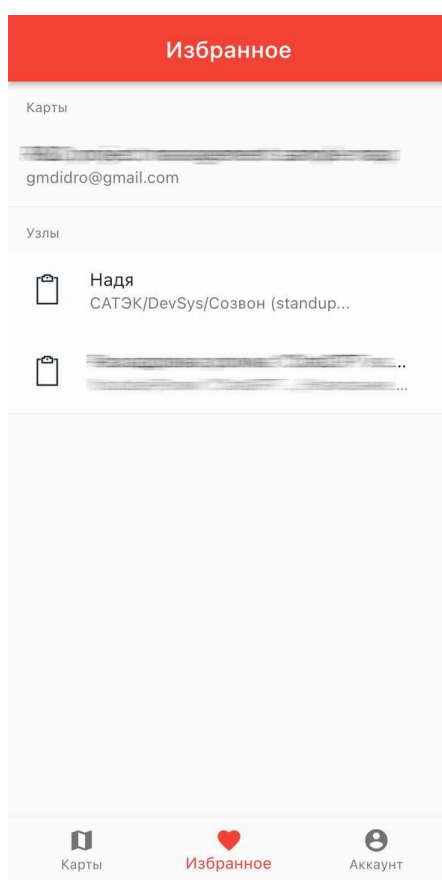 Избранное
Карты
gmdidro@gmail.com
Узлы
Надя
САТЭК/DevSys/Созвон (standup...
Карты
Избранное
Аккаунт